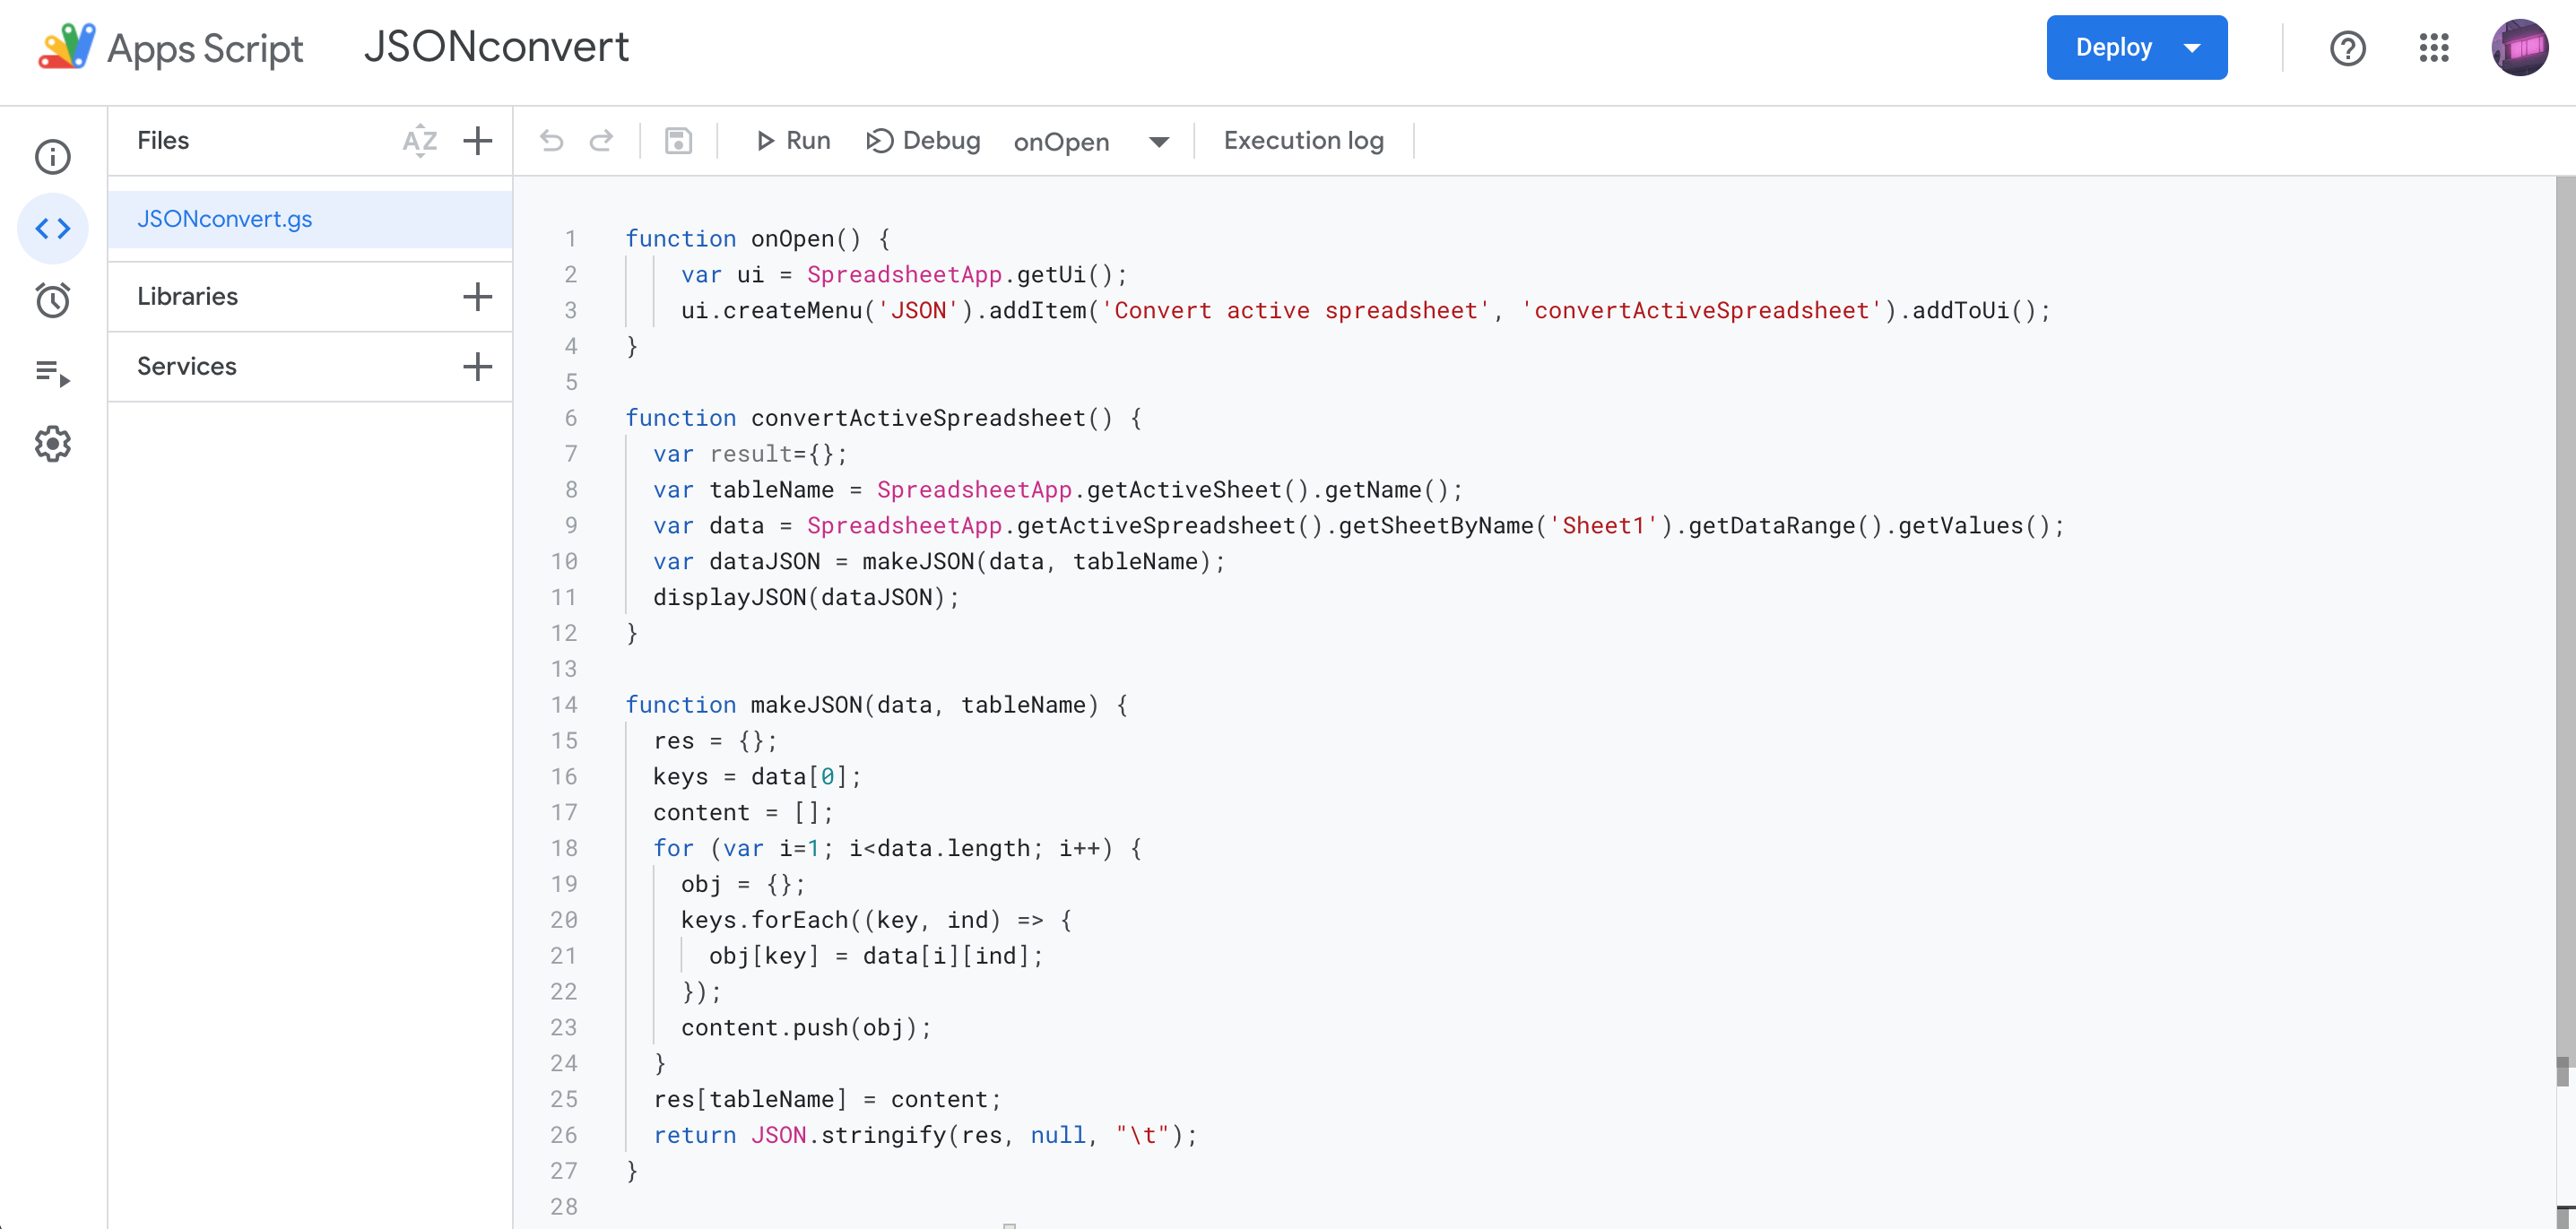 Apps Script JSONconvert Deploy
Files AZ
Run Debug onOpen Execution log
JSONconvert.gs
Libraries
Services
1 function onOpen() {
2 var ui = SpreadsheetApp.getUi();
3 ui.createMenu('JSON').addItem('Convert active spreadsheet', 'convertActiveSpreadsheet').addToUi();
4 }
5
6 function convertActiveSpreadsheet() {
7 var result={};
8 var tableName = SpreadsheetApp.getActiveSheet().getName();
9 var data = SpreadsheetApp.getActiveSpreadsheet().getSheetByName('Sheet1').getDataRange().getValues();
10 var dataJSON = makeJSON(data, tableName);
11 displayJSON(dataJSON);
12 }
13
14 function makeJSON(data, tableName) {
15 res = {};
16 keys = data[0];
17 content = [];
18 for (var i=1; i<data.length; i++) {
19 obj = {};
20 keys.forEach((key, ind) => {
21 obj[key] = data[i][ind];
22 });
23 content.push(obj);
24 }
25 res[tableName] = content;
26 return JSON.stringify(res, null, "\t");
27 }
28